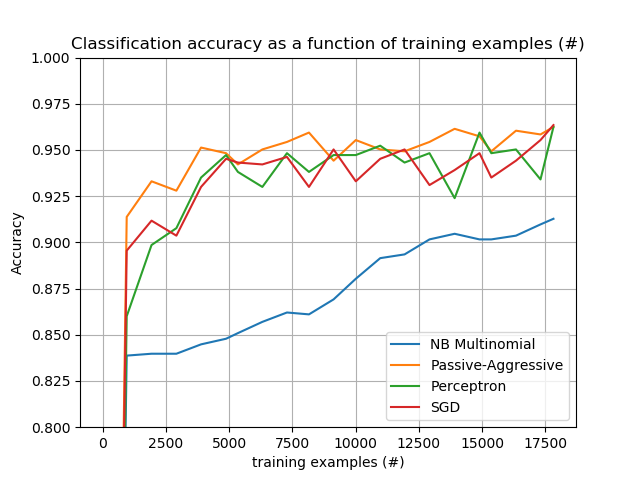 Classification accuracy as a function of training examples (#)
1.000
0.975
0.950
0.925
0.900
0.875
0.850
0.825
0.800
Accuracy
NB Multinomial
Passive-Aggressive
Perceptron
SGD
0 2500 5000 7500 10000 12500 15000 17500
training examples (#)